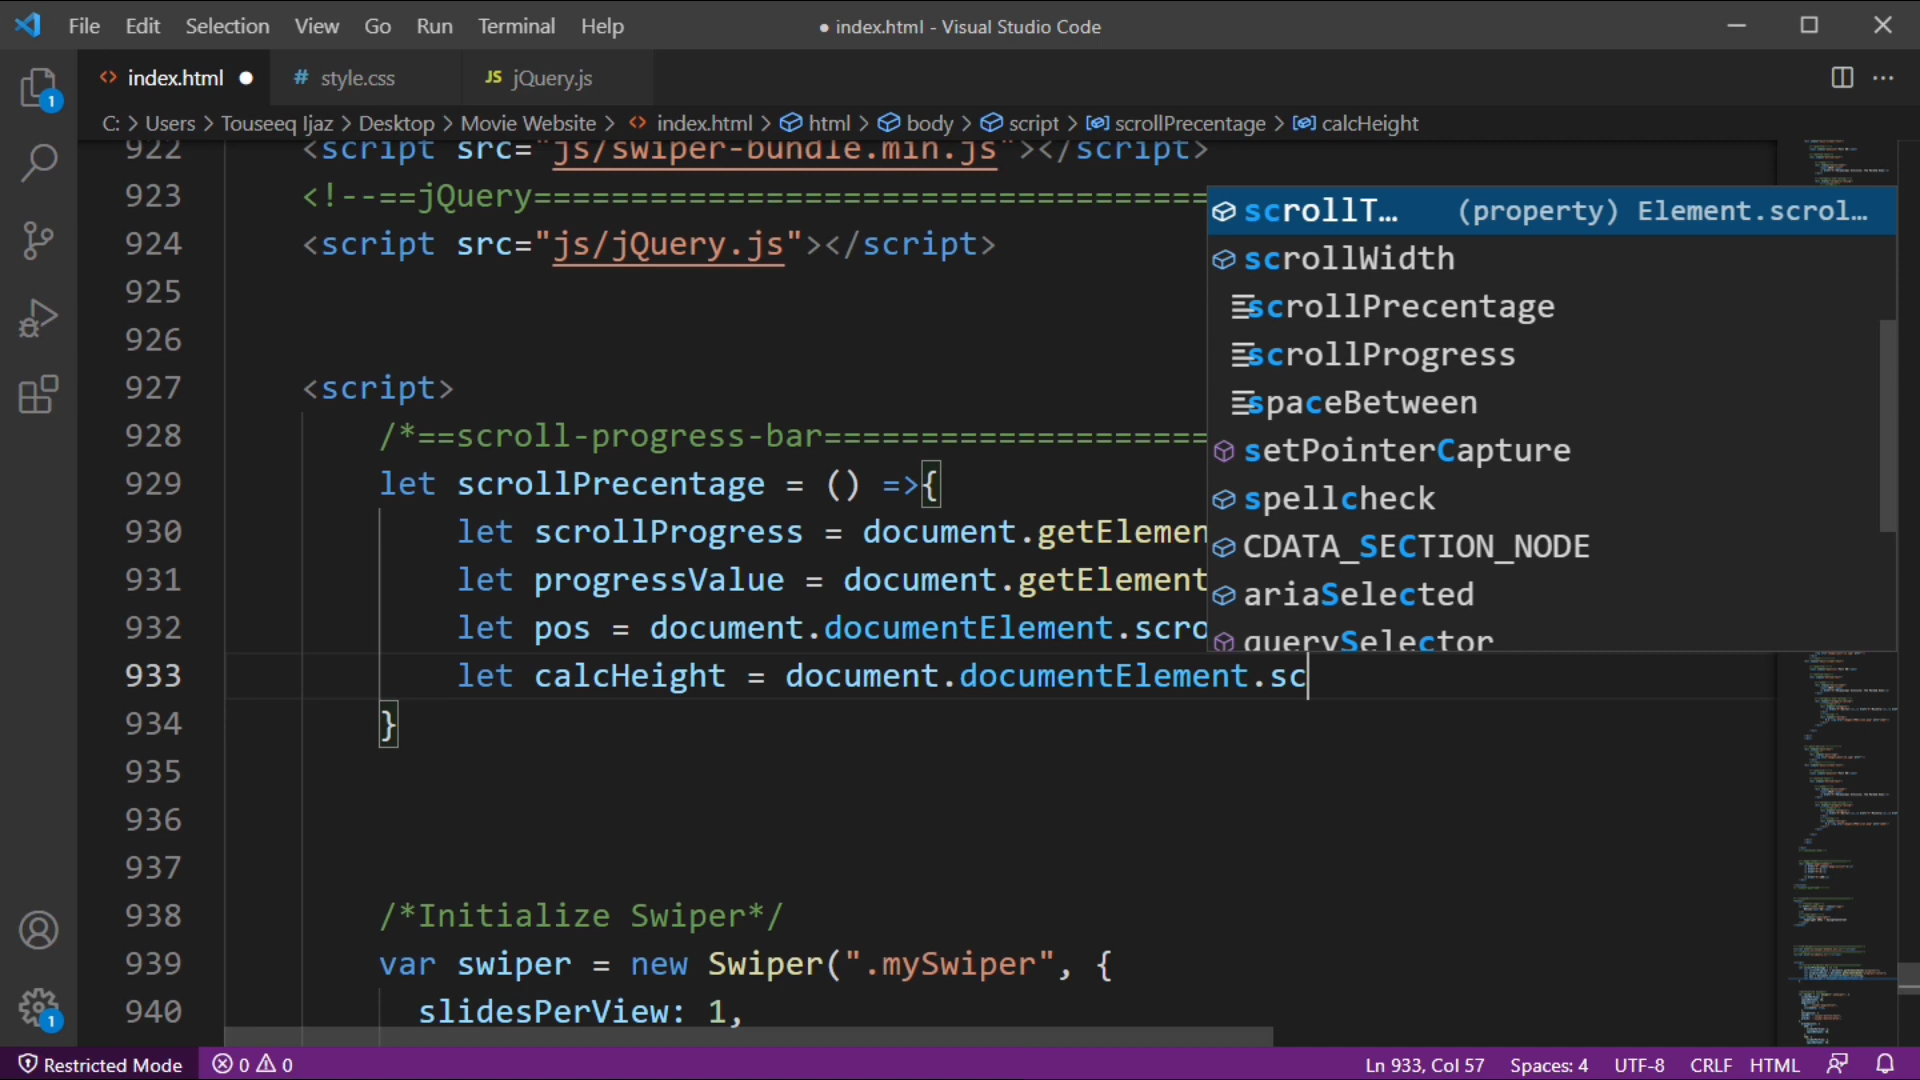 File Edit Selection View Go Run Terminal Help ● index.html - Visual Studio Code
<> index.html ● # style.css JS jQuery.js
C: > Users > Touseeq Ijaz > Desktop > Movie Website > <> index.html > html > body > script > scrollPrecentage > calcHeight
922 <script src="js/swiper-bundle.min.js"></script>
923 <!--==jQuery===================================
924 <script src="js/jQuery.js"></script>
925
926
927 <script>
928 /*==scroll-progress-bar====================
929 let scrollPrecentage = () =>{
930 let scrollProgress = document.getElemen
931 let progressValue = document.getElement
932 let pos = document.documentElement.scro
933 let calcHeight = document.documentElement.sc
934 }
935
936
937
938 /*Initialize Swiper*/
939 var swiper = new Swiper(".mySwiper", {
940 slidesPerView: 1,
scrollT… (property) Element.scrol…
scrollWidth
scrollPrecentage
scrollProgress
spaceBetween
setPointerCapture
spellcheck
CDATA_SECTION_NODE
ariaSelected
querySelector
1
1
Restricted Mode 0 0 Ln 933, Col 57 Spaces: 4 UTF-8 CRLF HTML